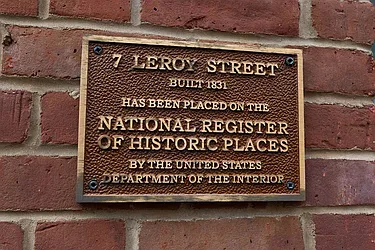 7 LEROY STREET
BUILT 1831
HAS BEEN PLACED ON THE
NATIONAL REGISTER
OF HISTORIC PLACES
BY THE UNITED STATES
DEPARTMENT OF THE INTERIOR